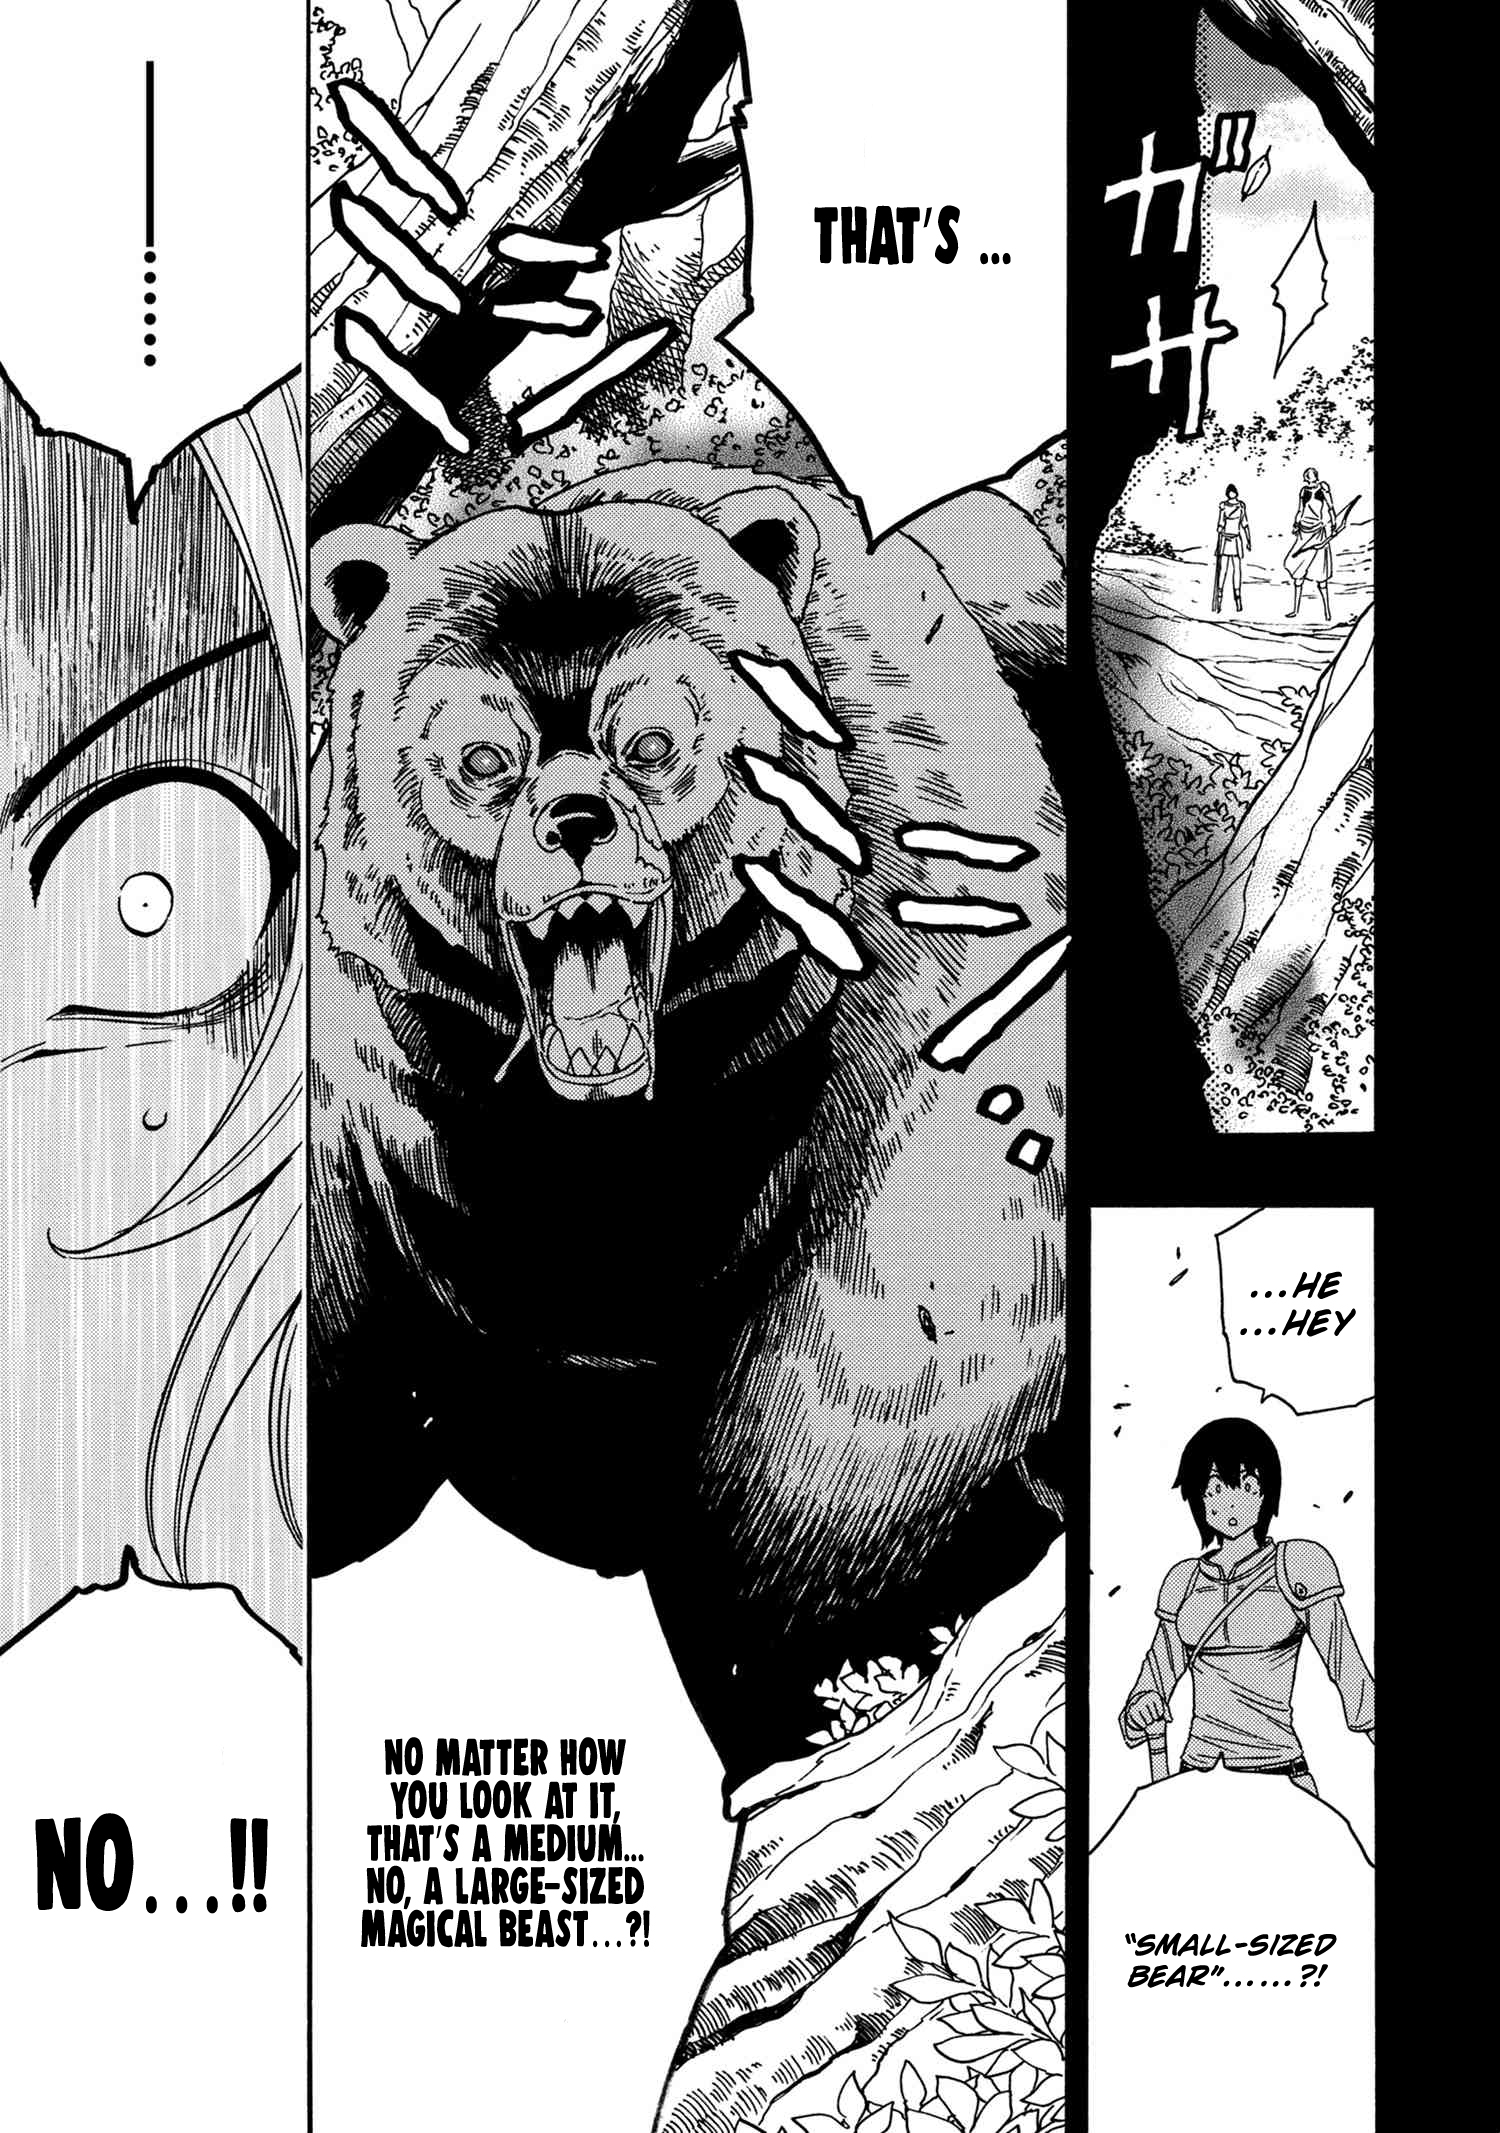 ガサッ
…HE
…HEY
"SMALL-SIZED
BEAR"……?!
THAT'S ...
NO MATTER HOW
YOU LOOK AT IT,
THAT'S A MEDIUM...
NO, A LARGE-SIZED
MAGICAL BEAST…?!
――……
NO…!!